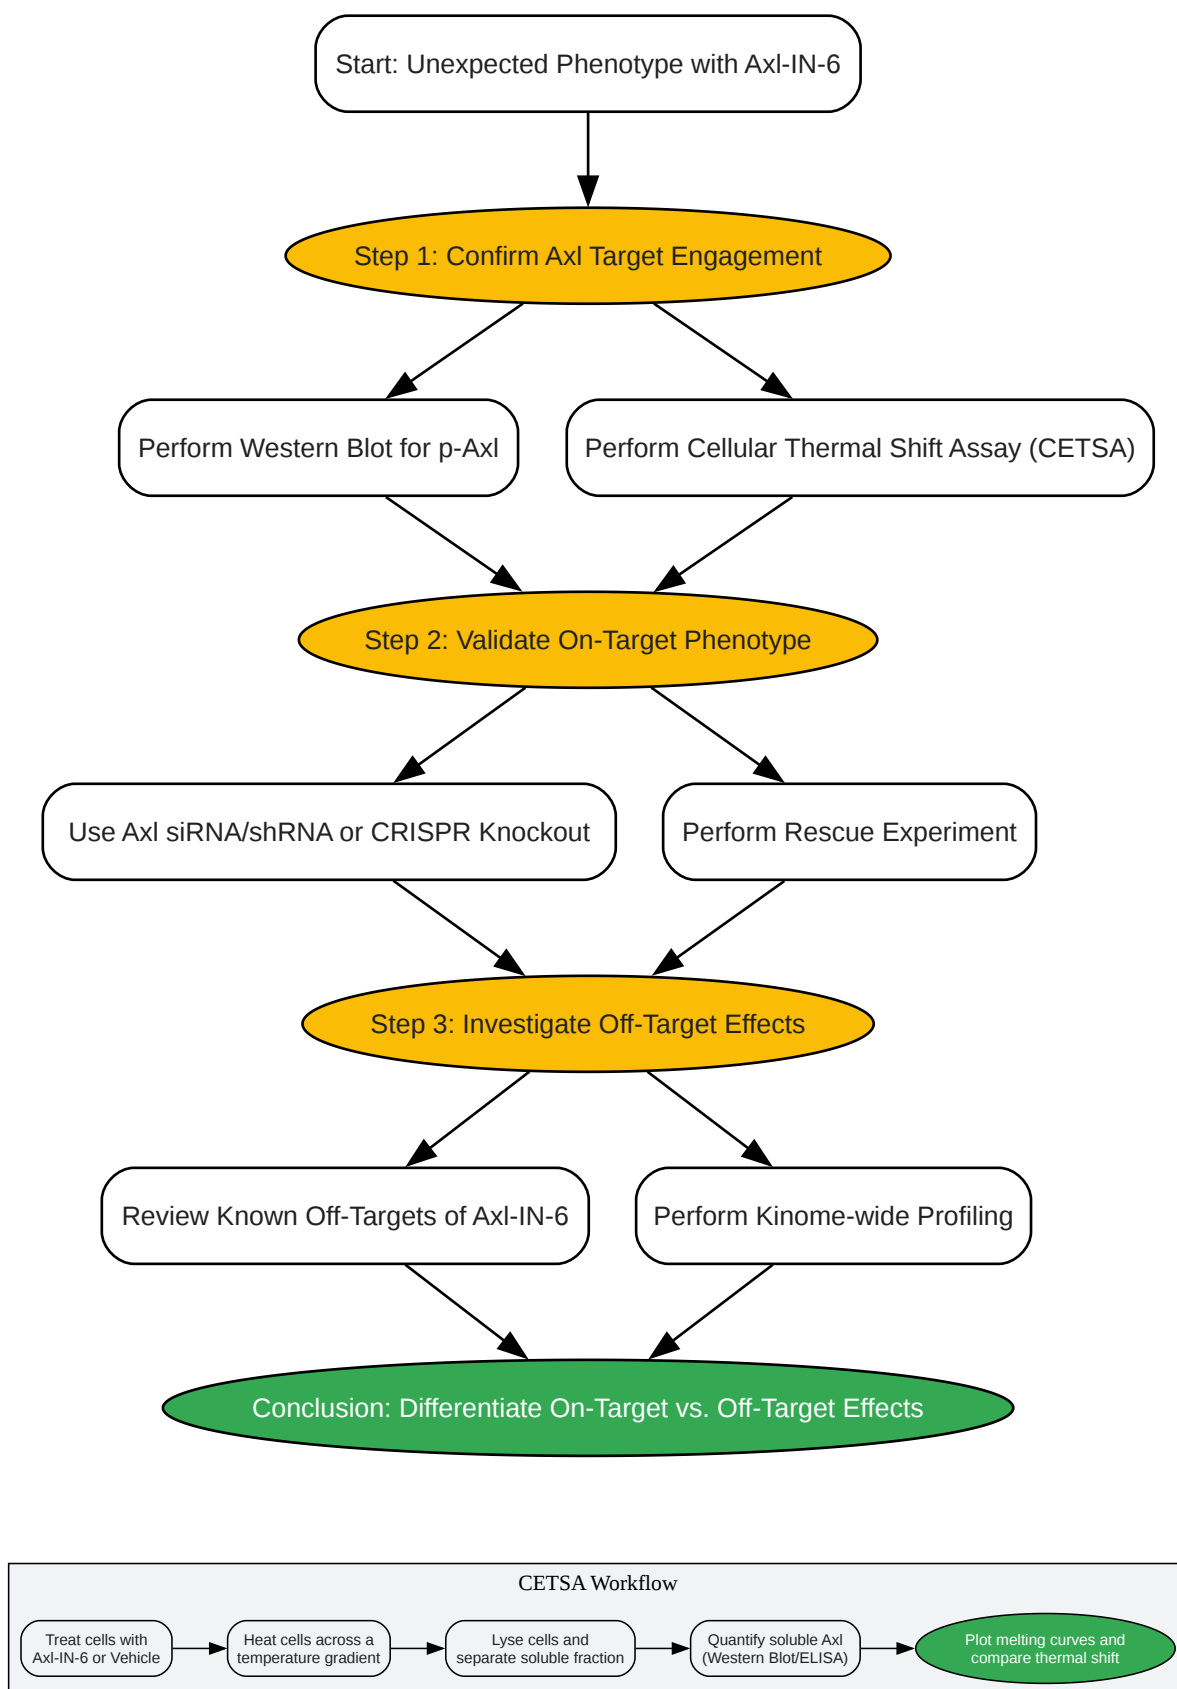 Start: Unexpected Phenotype with Axl-IN-6
Step 1: Confirm Axl Target Engagement
Perform Western Blot for p-Axl
Perform Cellular Thermal Shift Assay (CETSA)
Step 2: Validate On-Target Phenotype
Use Axl siRNA/shRNA or CRISPR Knockout
Perform Rescue Experiment
Step 3: Investigate Off-Target Effects
Review Known Off-Targets of Axl-IN-6
Perform Kinome-wide Profiling
Conclusion: Differentiate On-Target vs. Off-Target Effects
CETSA Workflow
Treat cells with
Axl-IN-6 or Vehicle
Heat cells across a
temperature gradient
Lyse cells and
separate soluble fraction
Quantify soluble Axl
(Western Blot/ELISA)
Plot melting curves and
compare thermal shift